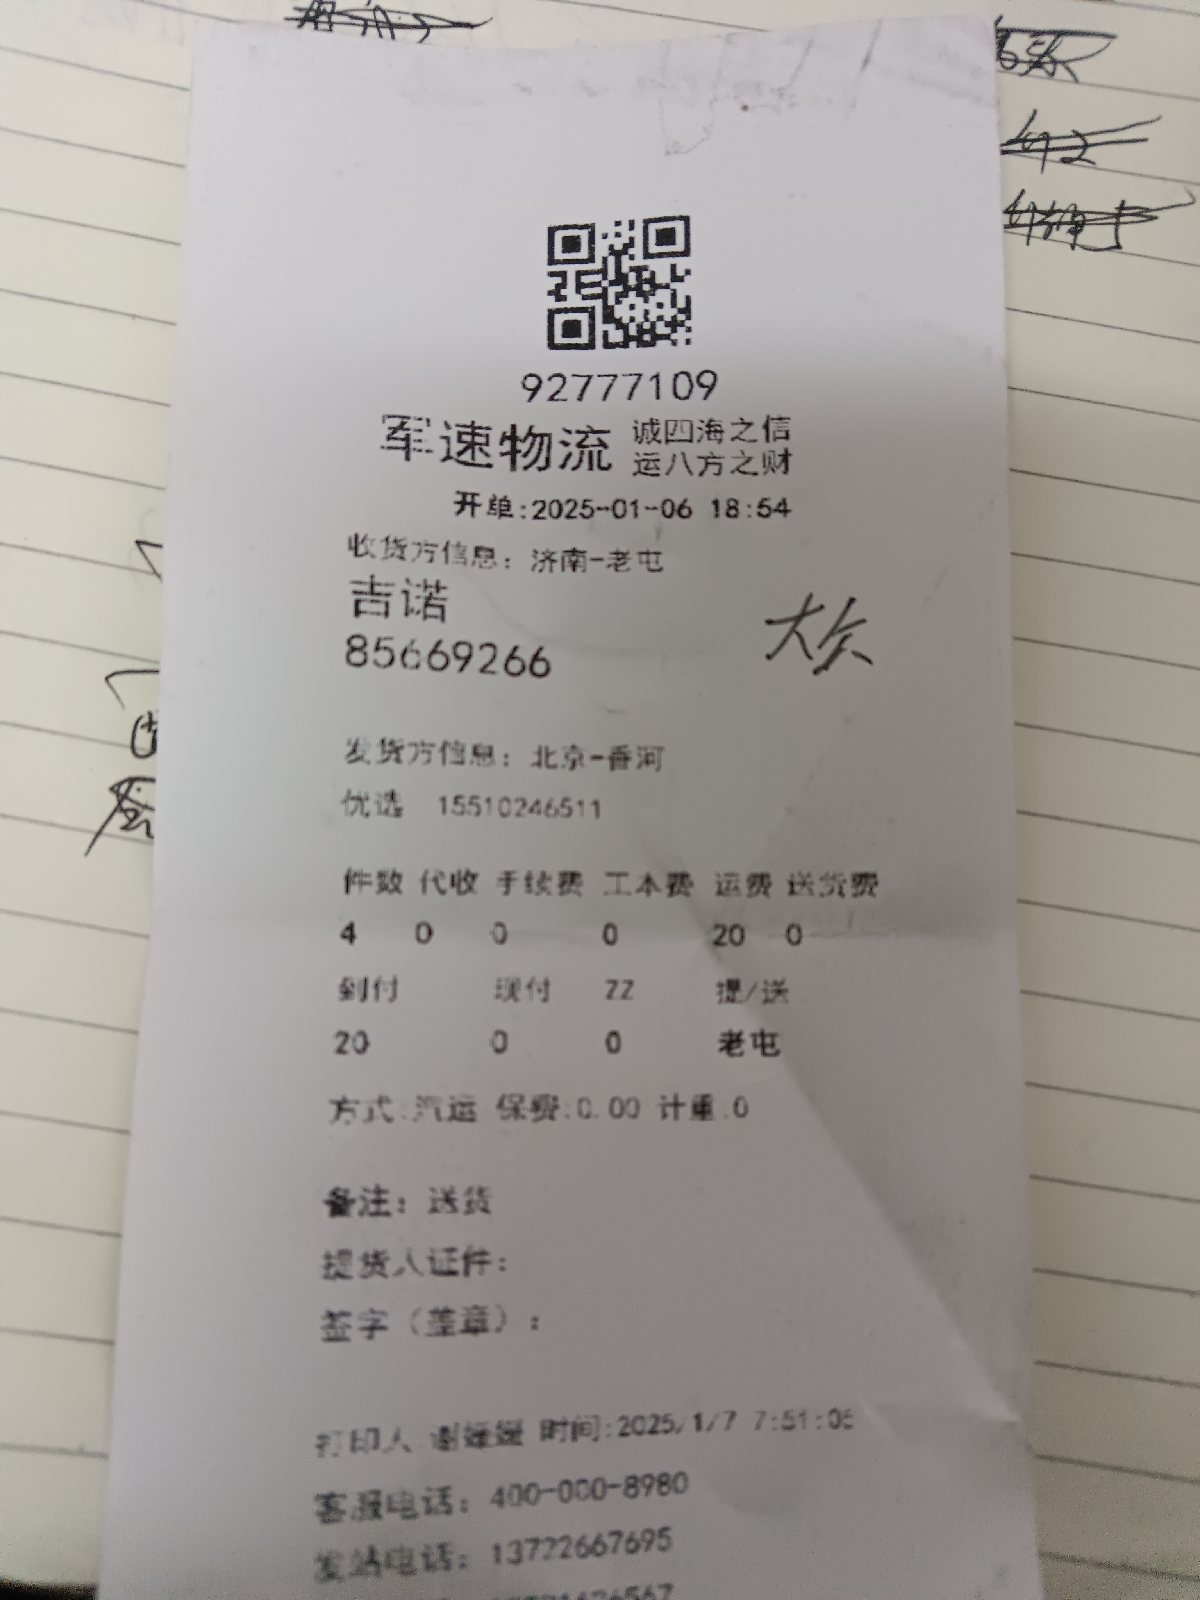 92777109
军速物流 诚四海之信
运八方之财
开单:2025-01-06 18:54
收货方信息：济南-老屯
吉诺
85669266
大众
发货方信息：北京-香河
优选 15510246511
件数 代收 手续费 工本费 运费 送货费
4 0 0 0 20 0
到付 现付 ZZ 提/送
20 0 0 老屯
方式:汽运 保费:0.00 计重:0
备注：送货
提货人证件：
签字（盖章）：
打印人 谢媛媛 时间:2025/1/7 7:51:05
客服电话：400-000-8980
发站电话：13722667695